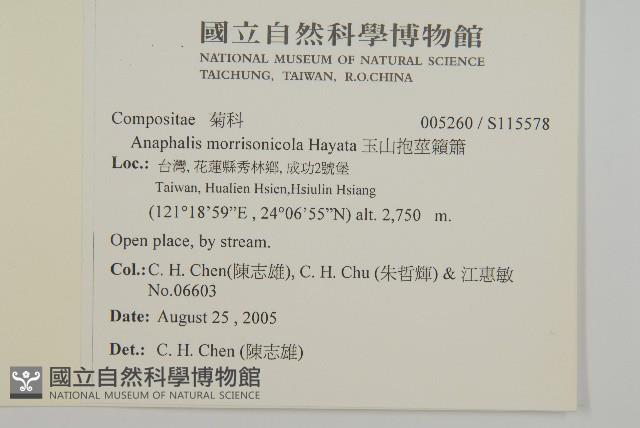 國立自然科學博物館
NATIONAL MUSEUM OF NATURAL SCIENCE
TAICHUNG, TAIWAN, R.O.CHINA
Compositae 菊科 005260 / S115578
Anaphalis morrisonicola Hayata 玉山抱莖籟簫
Loc.: 台灣, 花蓮縣秀林鄉, 成功2號堡
Taiwan, Hualien Hsien,Hsiulin Hsiang
(121°18’59”E , 24°06’55”N) alt. 2,750 m.
Open place, by stream.
Col.: C. H. Chen(陳志雄), C. H. Chu (朱哲輝) & 江惠敏
No.06603
Date: August 25 , 2005
Det.: C. H. Chen (陳志雄)
國立自然科學博物館
NATIONAL MUSEUM OF NATURAL SCIENCE